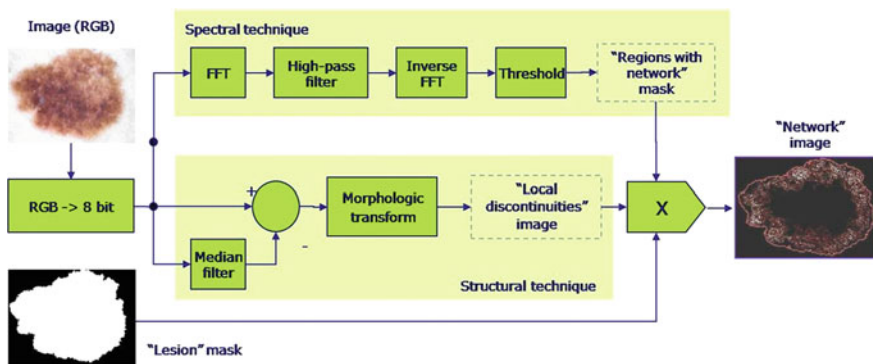 Image (RGB)
Spectral technique
FFT
High-pass
filter
Inverse
FFT
Threshold
“Regions with
network”
mask
“Network”
image
RGB -> 8 bit
+
-
Median
filter
Morphologic
transform
“Local
discontinuities”
image
X
Structural technique
“Lesion” mask